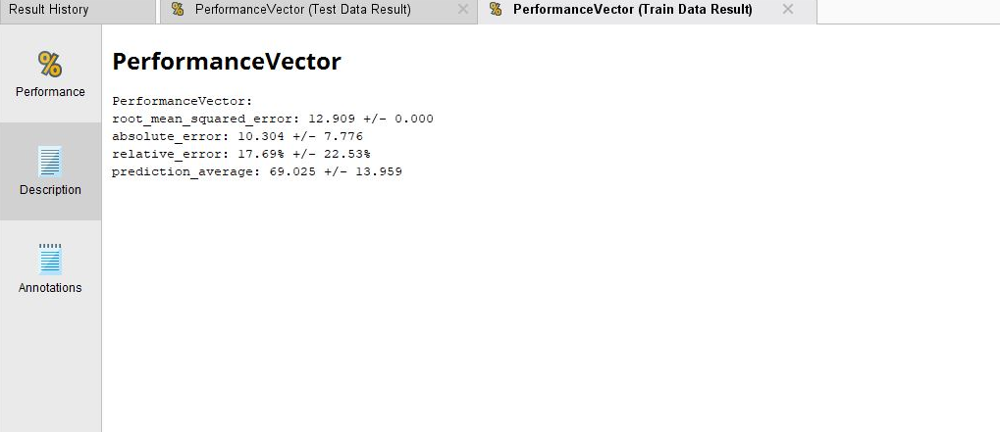 Result History
PerformanceVector (Test Data Result)
PerformanceVector (Train Data Result)
Performance
Description
Annotations
PerformanceVector
PerformanceVector:
root_mean_squared_error: 12.909 +/- 0.000
absolute_error: 10.304 +/- 7.776
relative_error: 17.69% +/- 22.53%
prediction_average: 69.025 +/- 13.959